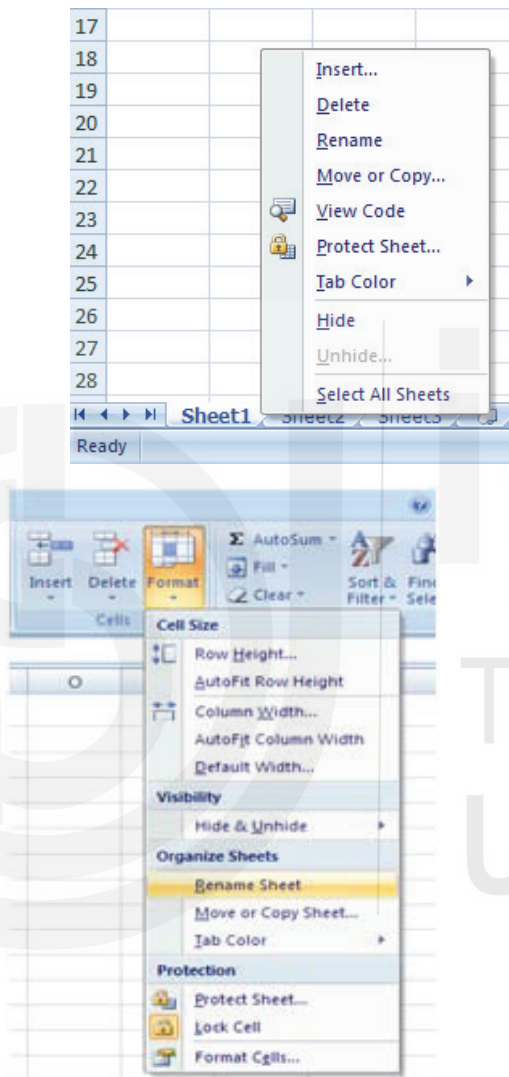 17
18
19
20
21
22
23
24
25
26
27
28
Insert...
Delete
Rename
Move or Copy...
View Code
Protect Sheet...
Tab Color
Hide
Unhide...
Select All Sheets
Sheet1 Sheet2 Sheet3
Ready
Insert Delete Format
Σ AutoSum
Fill
Clear
Sort & Filter
Cells
Cell Size
Row Height...
AutoFit Row Height
Column Width...
AutoFit Column Width
Default Width...
Visibility
Hide & Unhide
Organize Sheets
Rename Sheet
Move or Copy Sheet...
Tab Color
Protection
Protect Sheet...
Lock Cell
Format Cells...
O
T
U